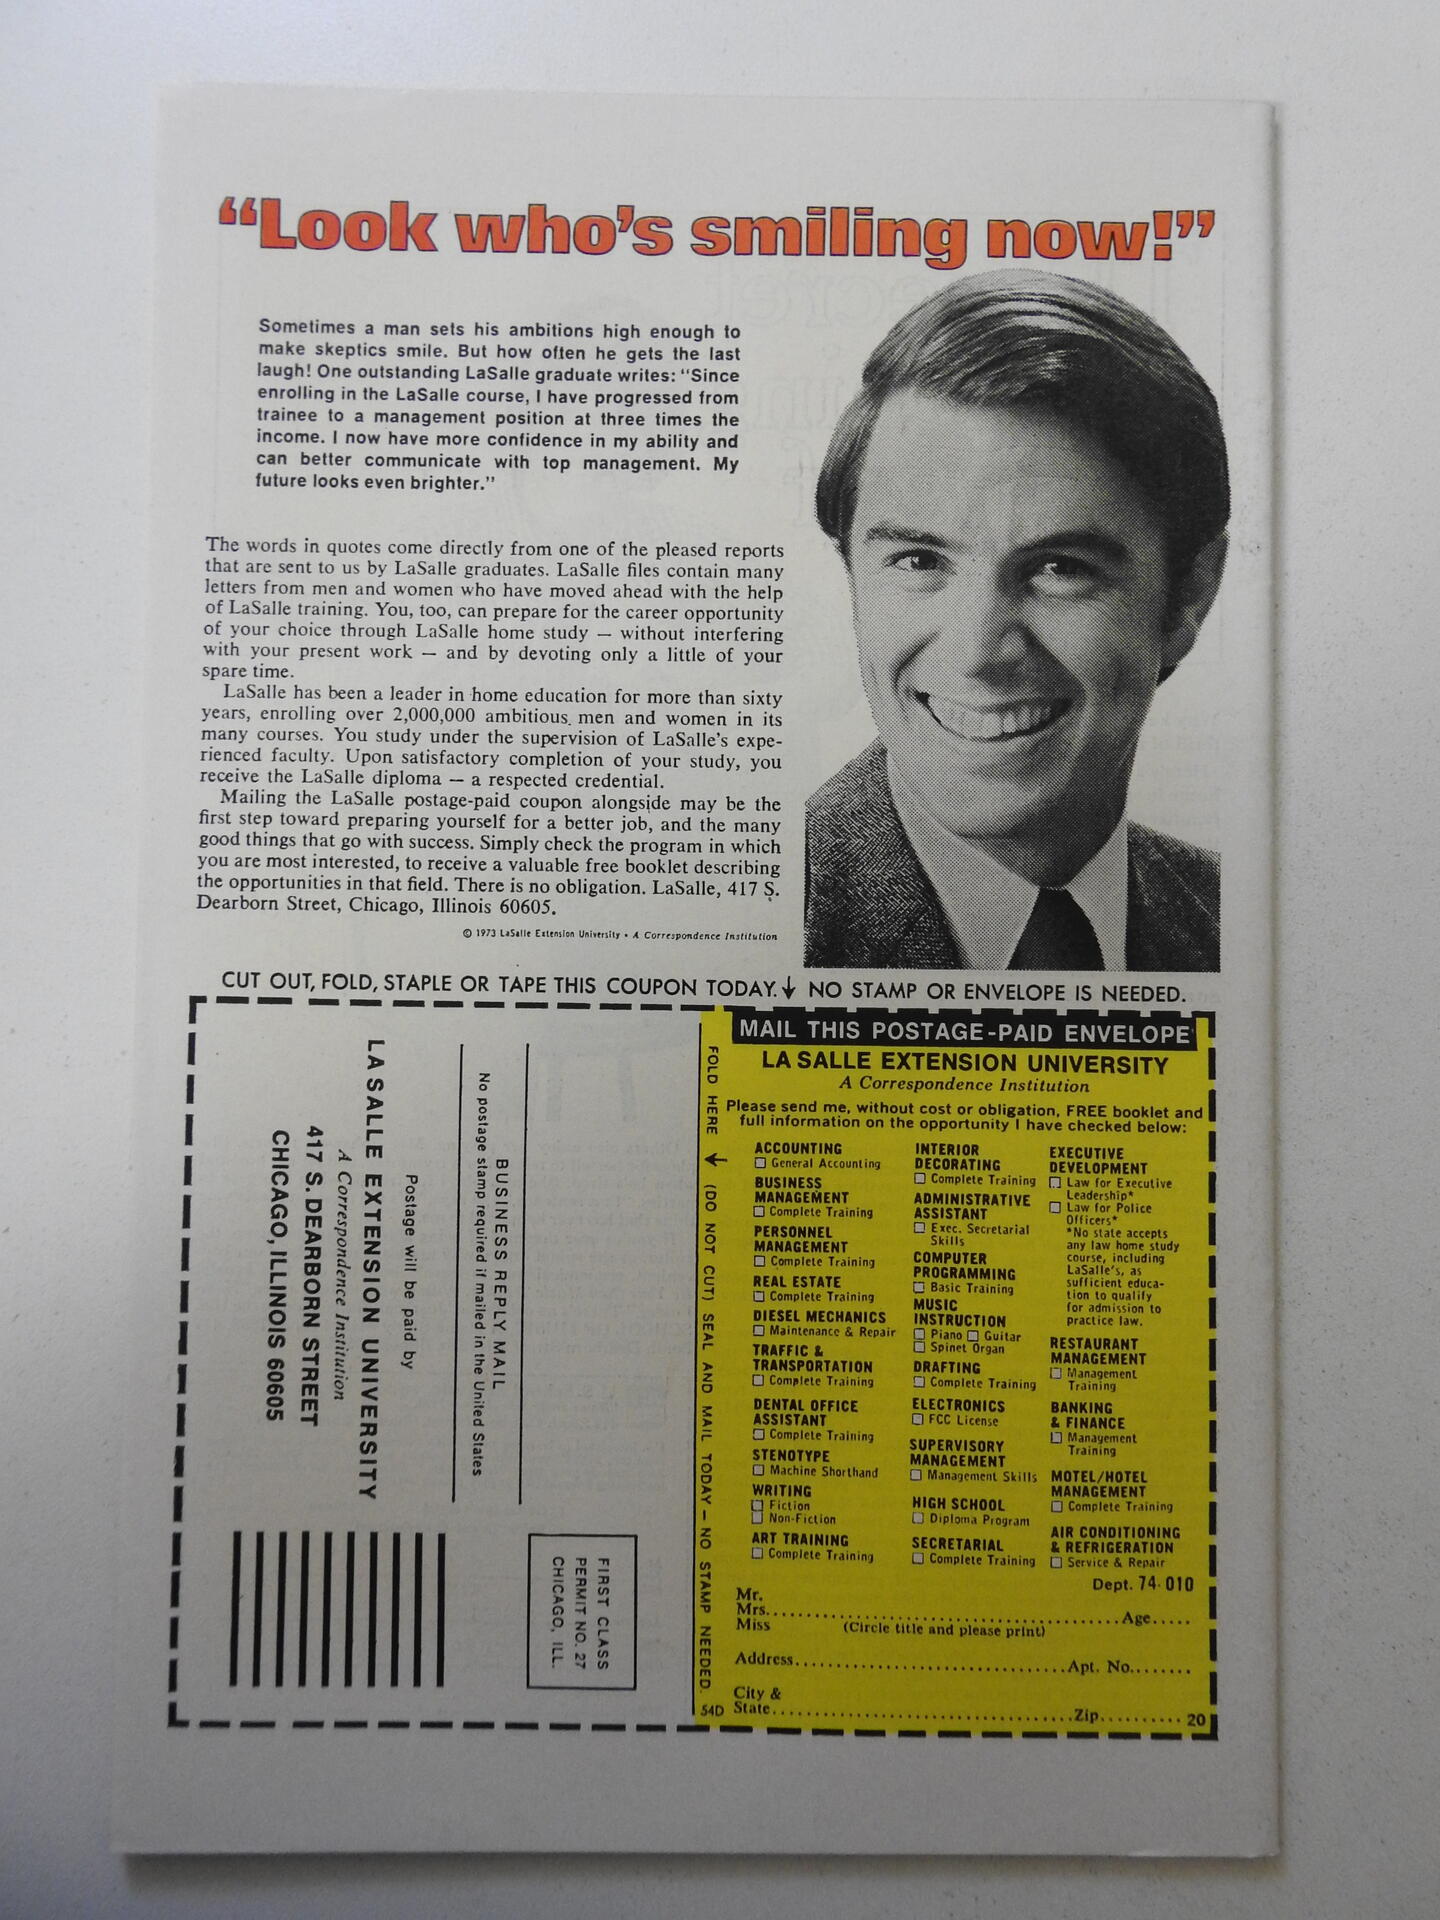 “Look who’s smiling now!”
Sometimes a man sets his ambitions high enough to
make skeptics smile. But how often he gets the last
laugh! One outstanding LaSalle graduate writes: “Since
enrolling in the LaSalle course, I have progressed from
trainee to a management position at three times the
income. I now have more confidence in my ability and
can better communicate with top management. My
future looks even brighter.”
The words in quotes come directly from one of the pleased reports
that are sent to us by LaSalle graduates. LaSalle files contain many
letters from men and women who have moved ahead with the help
of LaSalle training. You, too, can prepare for the career opportunity
of your choice through LaSalle home study — without interfering
with your present work — and by devoting only a little of your
spare time.
LaSalle has been a leader in home education for more than sixty
years, enrolling over 2,000,000 ambitious men and women in its
many courses. You study under the supervision of LaSalle’s expe-
rienced faculty. Upon satisfactory completion of your study, you
receive the LaSalle diploma — a respected credential.
Mailing the LaSalle postage-paid coupon alongside may be the
first step toward preparing yourself for a better job, and the many
good things that go with success. Simply check the program in which
you are most interested, to receive a valuable free booklet describing
the opportunities in that field. There is no obligation. LaSalle, 417 S.
Dearborn Street, Chicago, Illinois 60605.
© 1973 LaSalle Extension University • A Correspondence Institution
CUT OUT, FOLD, STAPLE OR TAPE THIS COUPON TODAY. ↓ NO STAMP OR ENVELOPE IS NEEDED.
BUSINESS REPLY MAIL
No postage stamp required if mailed in the United States
Postage will be paid by
LA SALLE EXTENSION UNIVERSITY
A Correspondence Institution
417 S. DEARBORN STREET
CHICAGO, ILLINOIS 60605
FIRST CLASS
PERMIT NO. 27
CHICAGO, ILL.
FOLD HERE ↓ (DO NOT CUT) SEAL AND MAIL TODAY — NO STAMP NEEDED.
54D
MAIL THIS POSTAGE-PAID ENVELOPE
LA SALLE EXTENSION UNIVERSITY
A Correspondence Institution
Please send me, without cost or obligation, FREE booklet and
full information on the opportunity I have checked below:
ACCOUNTING
☐ General Accounting
BUSINESS
MANAGEMENT
☐ Complete Training
PERSONNEL
MANAGEMENT
☐ Complete Training
REAL ESTATE
☐ Complete Training
DIESEL MECHANICS
☐ Maintenance & Repair
TRAFFIC &
TRANSPORTATION
☐ Complete Training
DENTAL OFFICE
ASSISTANT
☐ Complete Training
STENOTYPE
☐ Machine Shorthand
WRITING
☐ Fiction
☐ Non-Fiction
ART TRAINING
☐ Complete Training
INTERIOR
DECORATING
☐ Complete Training
ADMINISTRATIVE
ASSISTANT
☐ Exec. Secretarial
Skills
COMPUTER
PROGRAMMING
☐ Basic Training
MUSIC
INSTRUCTION
☐ Piano ☐ Guitar
☐ Spinet Organ
DRAFTING
☐ Complete Training
ELECTRONICS
☐ FCC License
SUPERVISORY
MANAGEMENT
☐ Management Skills
HIGH SCHOOL
☐ Diploma Program
SECRETARIAL
☐ Complete Training
EXECUTIVE
DEVELOPMENT
☐ Law for Executive
Leadership*
☐ Law for Police
Officers*
*No state accepts
any law home study
course, including
LaSalle’s, as
sufficient educa-
tion to qualify
for admission to
practice law.
RESTAURANT
MANAGEMENT
☐ Management
Training
BANKING
& FINANCE
☐ Management
Training
MOTEL/HOTEL
MANAGEMENT
☐ Complete Training
AIR CONDITIONING
& REFRIGERATION
☐ Service & Repair
Dept. 74-010
Mr.
Mrs. Age
Miss (Circle title and please print)
Address Apt. No.
City &
State Zip 20